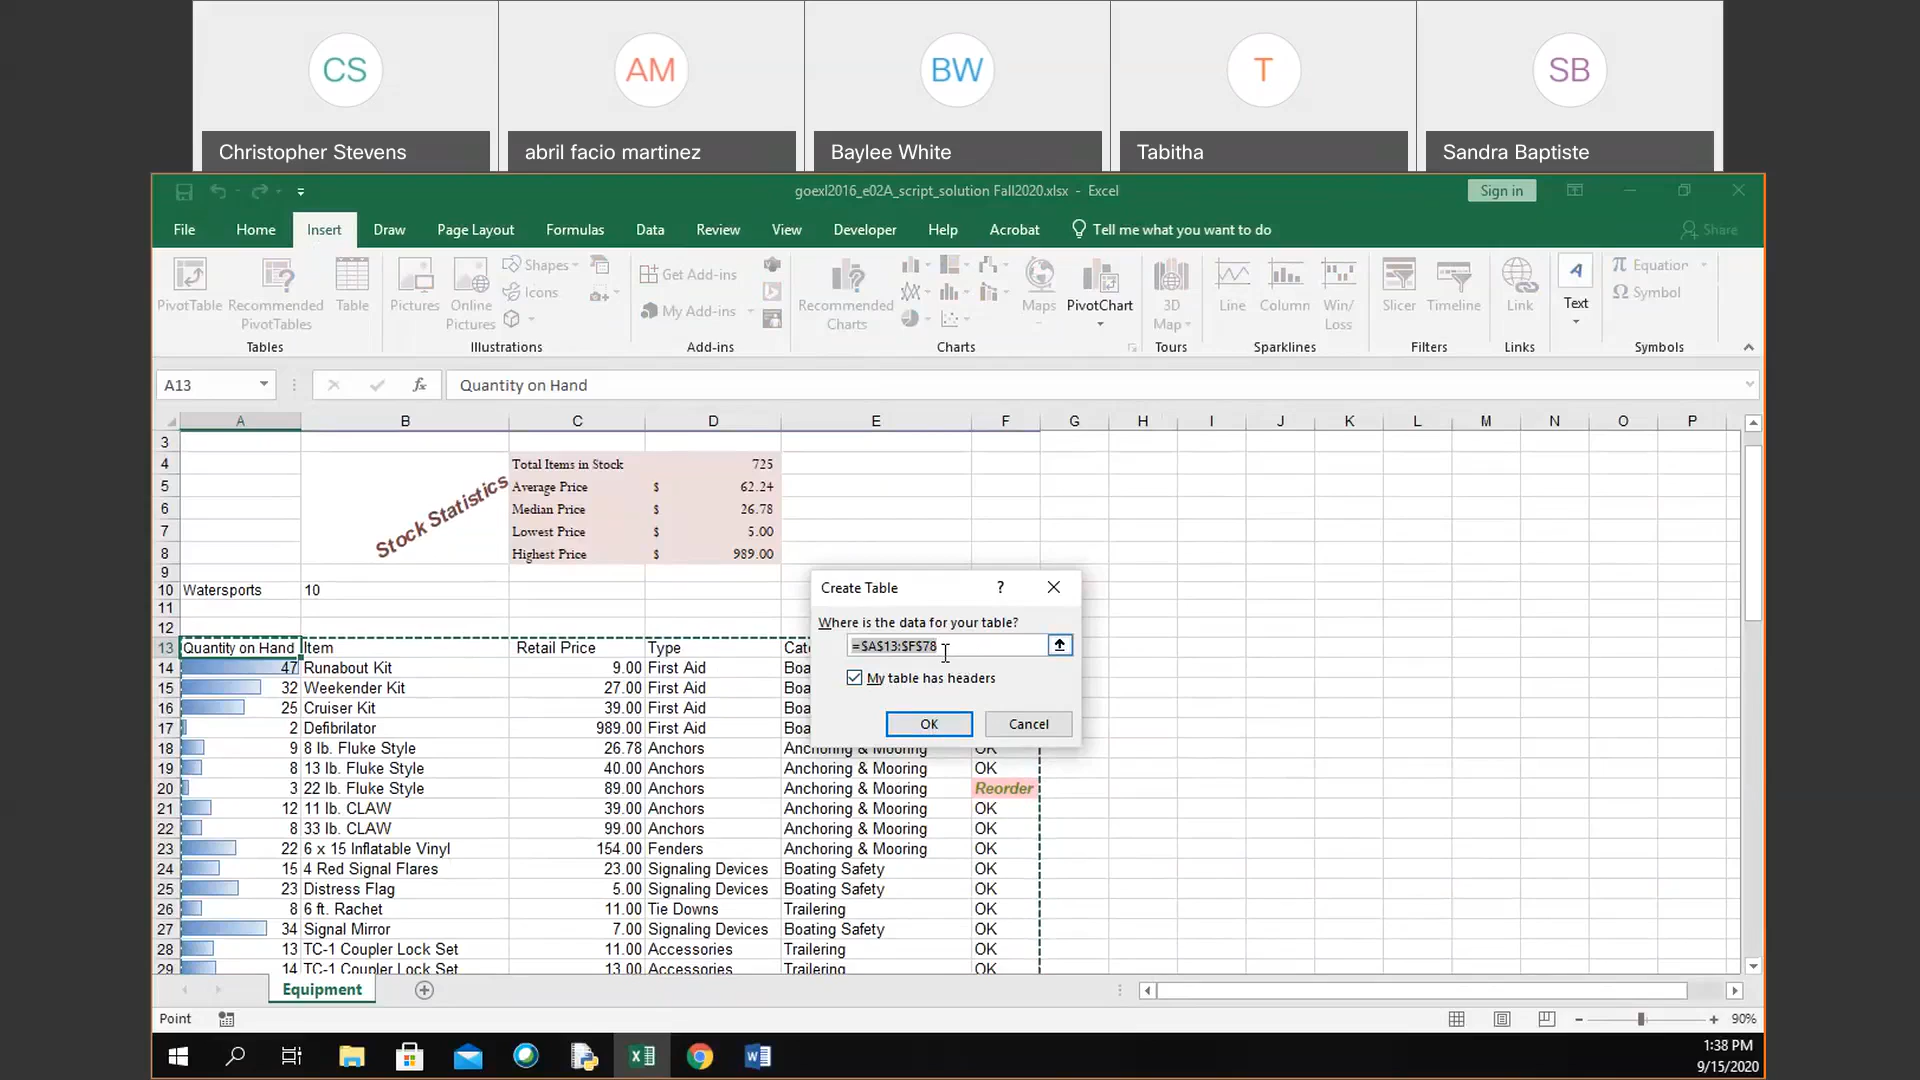 CS
AM
BW
T
SB
Christopher Stevens
abril facio martinez
Baylee White
Tabitha
Sandra Baptiste
goexl2016_e02A_script_solution Fall2020.xlsx - Excel
Sign in
File Home Insert Draw Page Layout Formulas Data Review View Developer Help Acrobat Tell me what you want to do Share
PivotTable
Recommended PivotTables
Table
Pictures
Online Pictures
Shapes
Icons
Get Add-ins
My Add-ins
Recommended Charts
Maps
PivotChart
3D Map
Line
Column
Win/Loss
Slicer
Timeline
Link
A
Text
π Equation
Ω Symbol
Tables Illustrations Add-ins Charts Tours Sparklines Filters Links Symbols
A13 fx Quantity on Hand
A B C D E F G H I J K L M N O P
3
4 Total Items in Stock 725
5 Average Price $ 62.24
6 Median Price $ 26.78
7 Lowest Price $ 5.00
8 Highest Price $ 989.00
Stock Statistics
9
10 Watersports 10
11
12
13 Quantity on Hand Item Retail Price Type Cat
14 47 Runabout Kit 9.00 First Aid Boa
15 32 Weekender Kit 27.00 First Aid Boa
16 25 Cruiser Kit 39.00 First Aid Boa
17 2 Defibrilator 989.00 First Aid Boa
18 9 8 lb. Fluke Style 26.78 Anchors Anchoring & Mooring OK
19 8 13 lb. Fluke Style 40.00 Anchors Anchoring & Mooring OK
20 3 22 lb. Fluke Style 89.00 Anchors Anchoring & Mooring Reorder
21 12 11 lb. CLAW 39.00 Anchors Anchoring & Mooring OK
22 8 33 lb. CLAW 99.00 Anchors Anchoring & Mooring OK
23 22 6 x 15 Inflatable Vinyl 154.00 Fenders Anchoring & Mooring OK
24 15 4 Red Signal Flares 23.00 Signaling Devices Boating Safety OK
25 23 Distress Flag 5.00 Signaling Devices Boating Safety OK
26 8 6 ft. Rachet 11.00 Tie Downs Trailering OK
27 34 Signal Mirror 7.00 Signaling Devices Boating Safety OK
28 13 TC-1 Coupler Lock Set 11.00 Accessories Trailering OK
29 14 TC-1 Coupler Lock Set 13.00 Accessories Trailering OK
Create Table ?
Where is the data for your table?
=$A$13:$F$78
My table has headers
OK Cancel
Equipment
Point 90%
1:38 PM
9/15/2020